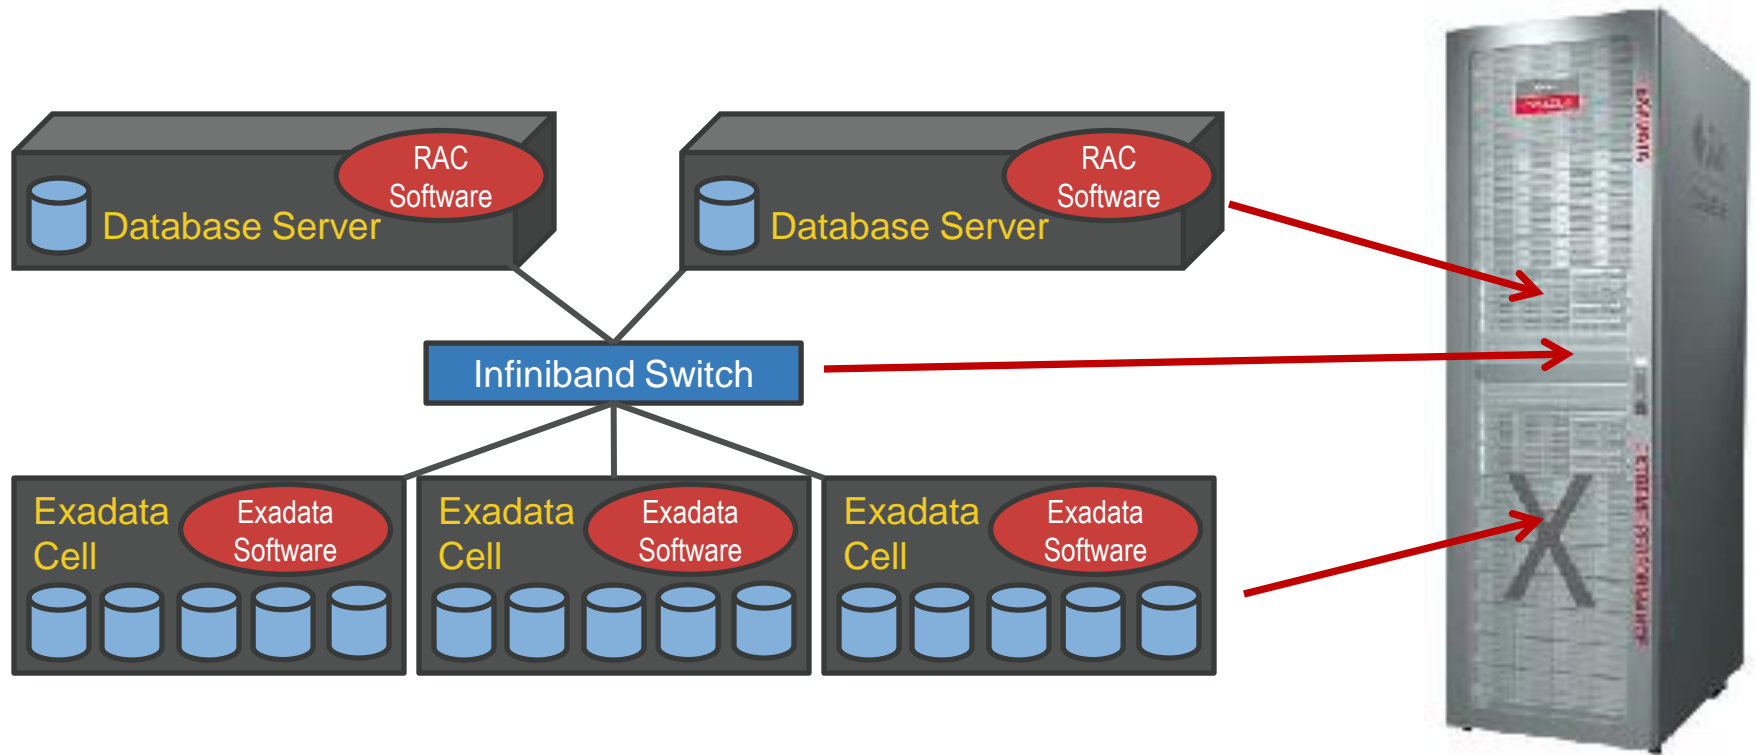 RAC
Software
Database Server
RAC
Software
Database Server
Infiniband Switch
Exadata
Cell
Exadata
Software
Exadata
Cell
Exadata
Software
Exadata
Cell
Exadata
Software
X